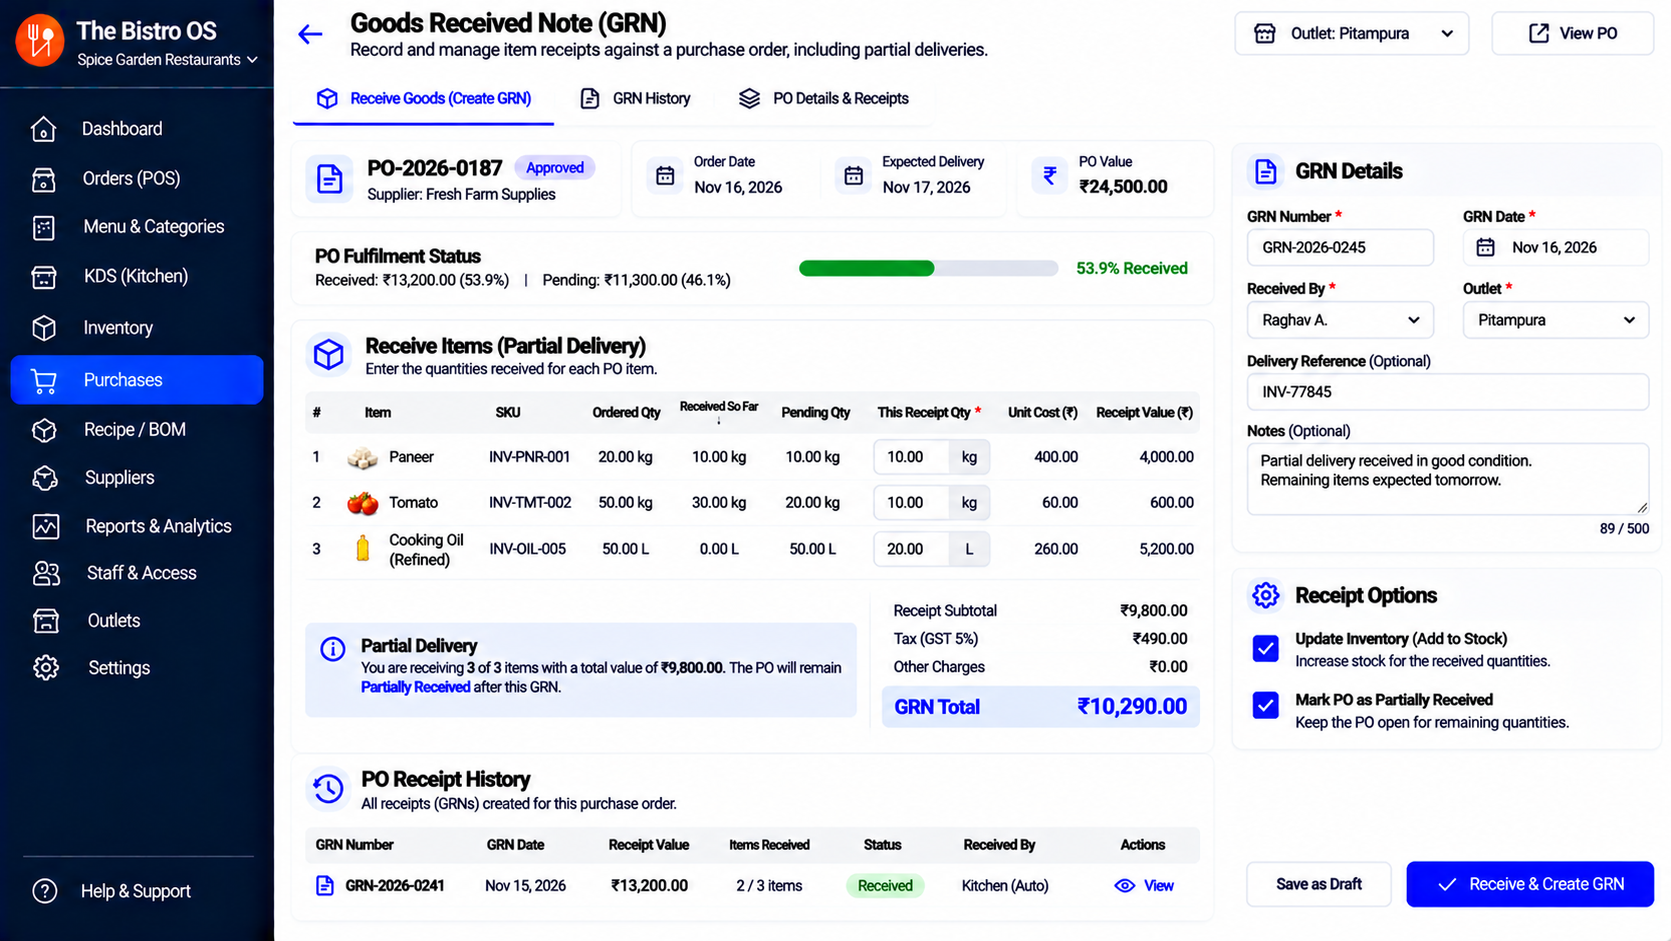 The Bistro OS
Spice Garden Restaurants
Dashboard
Orders (POS)
Menu & Categories
KDS (Kitchen)
Inventory
Purchases
Recipe / BOM
Suppliers
Reports & Analytics
Staff & Access
Outlets
Settings
Help & Support
Goods Received Note (GRN)
Record and manage item receipts against a purchase order, including partial deliveries.
Outlet: Pitampura
View PO
Receive Goods (Create GRN)
GRN History
PO Details & Receipts
PO-2026-0187 Approved
Supplier: Fresh Farm Supplies
Order Date
Nov 16, 2026
Expected Delivery
Nov 17, 2026
₹
PO Value
₹24,500.00
PO Fulfilment Status
Received: ₹13,200.00 (53.9%) | Pending: ₹11,300.00 (46.1%)
53.9% Received
Receive Items (Partial Delivery)
Enter the quantities received for each PO item.
# Item SKU Ordered Qty Received So Far ↓ Pending Qty This Receipt Qty * Unit Cost (₹) Receipt Value (₹)
1 Paneer INV-PNR-001 20.00 kg 10.00 kg 10.00 kg 10.00 kg 400.00 4,000.00
2 Tomato INV-TMT-002 50.00 kg 30.00 kg 20.00 kg 10.00 kg 60.00 600.00
3 Cooking Oil (Refined) INV-OIL-005 50.00 L 0.00 L 50.00 L 20.00 L 260.00 5,200.00
Partial Delivery
You are receiving 3 of 3 items with a total value of ₹9,800.00. The PO will remain
Partially Received after this GRN.
Receipt Subtotal ₹9,800.00
Tax (GST 5%) ₹490.00
Other Charges ₹0.00
GRN Total ₹10,290.00
PO Receipt History
All receipts (GRNs) created for this purchase order.
GRN Number GRN Date Receipt Value Items Received Status Received By Actions
GRN-2026-0241 Nov 15, 2026 ₹13,200.00 2 / 3 items Received Kitchen (Auto) View
GRN Details
GRN Number *
GRN-2026-0245
GRN Date *
Nov 16, 2026
Received By *
Raghav A.
Outlet *
Pitampura
Delivery Reference (Optional)
INV-77845
Notes (Optional)
Partial delivery received in good condition.
Remaining items expected tomorrow.
89 / 500
Receipt Options
Update Inventory (Add to Stock)
Increase stock for the received quantities.
Mark PO as Partially Received
Keep the PO open for remaining quantities.
Save as Draft
Receive & Create GRN